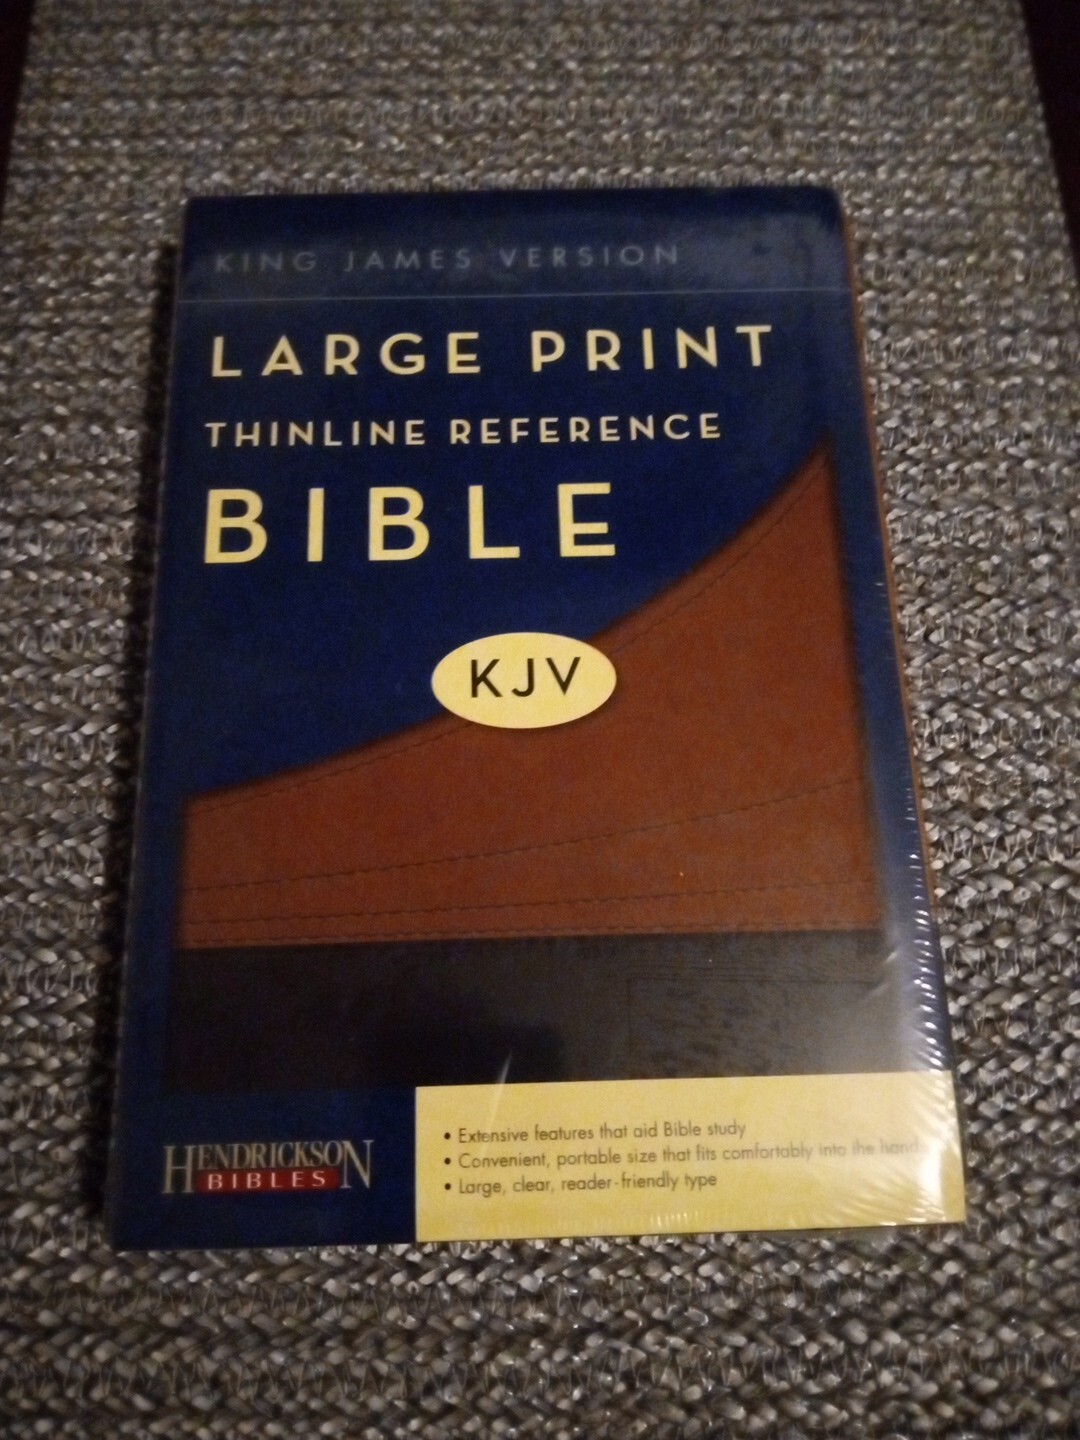 KING JAMES VERSION
LARGE PRINT
THINLINE REFERENCE
BIBLE
KJV
HENDRICKSON
BIBLES
• Extensive features that aid Bible study
• Convenient, portable size that fits comfortably into the hand
• Large, clear, reader-friendly type